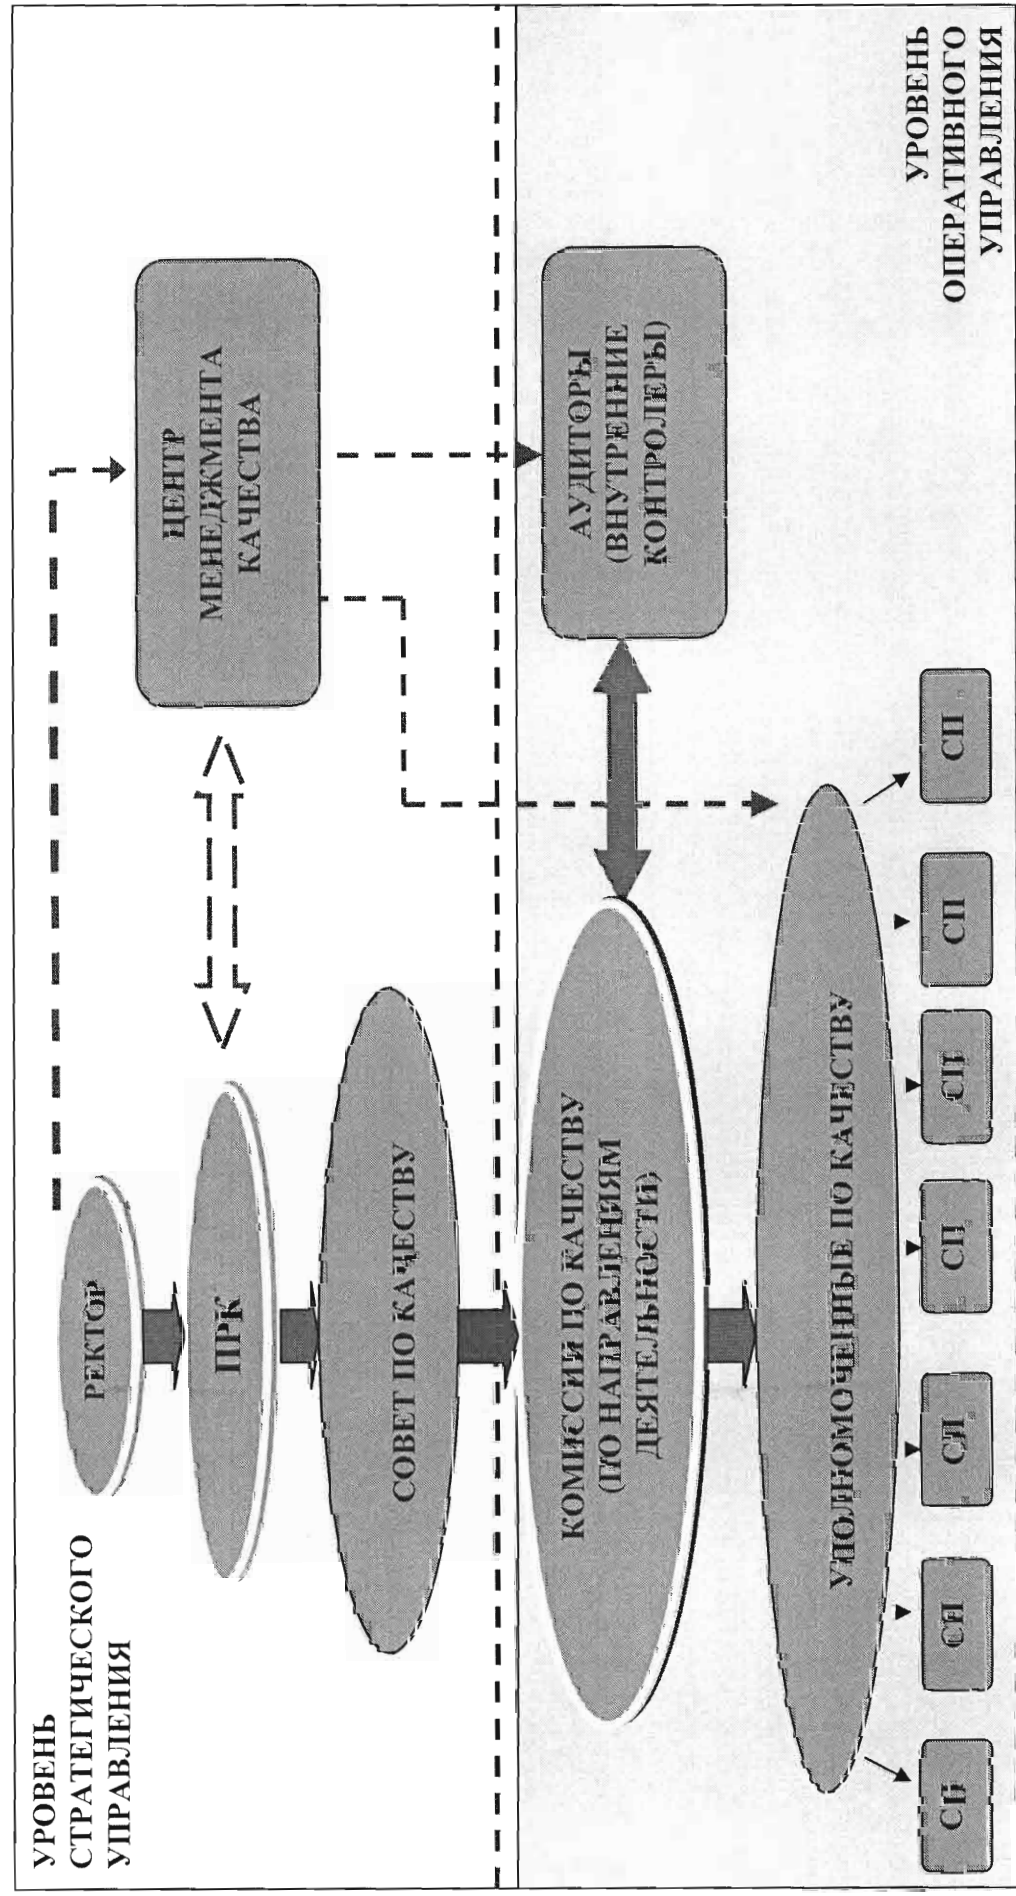 УРОВЕНЬ
СТРАТЕГИЧЕСКОГО
УПРАВЛЕНИЯ
РЕКТОР
ПРК
ЦЕНТР
МЕНЕДЖМЕНТА
КАЧЕСТВА
СОВЕТ ПО КАЧЕСТВУ
КОМИССИИ ПО КАЧЕСТВУ
(ПО НАПРАВЛЕНИЯМ
ДЕЯТЕЛЬНОСТИ)
АУДИТОРЫ
(ВНУТРЕННИЕ
КОНТРОЛЕРЫ)
УПОЛНОМОЧЕННЫЕ ПО КАЧЕСТВУ
СП
СП
СП
СП
СП
СП
СП
УРОВЕНЬ
ОПЕРАТИВНОГО
УПРАВЛЕНИЯ